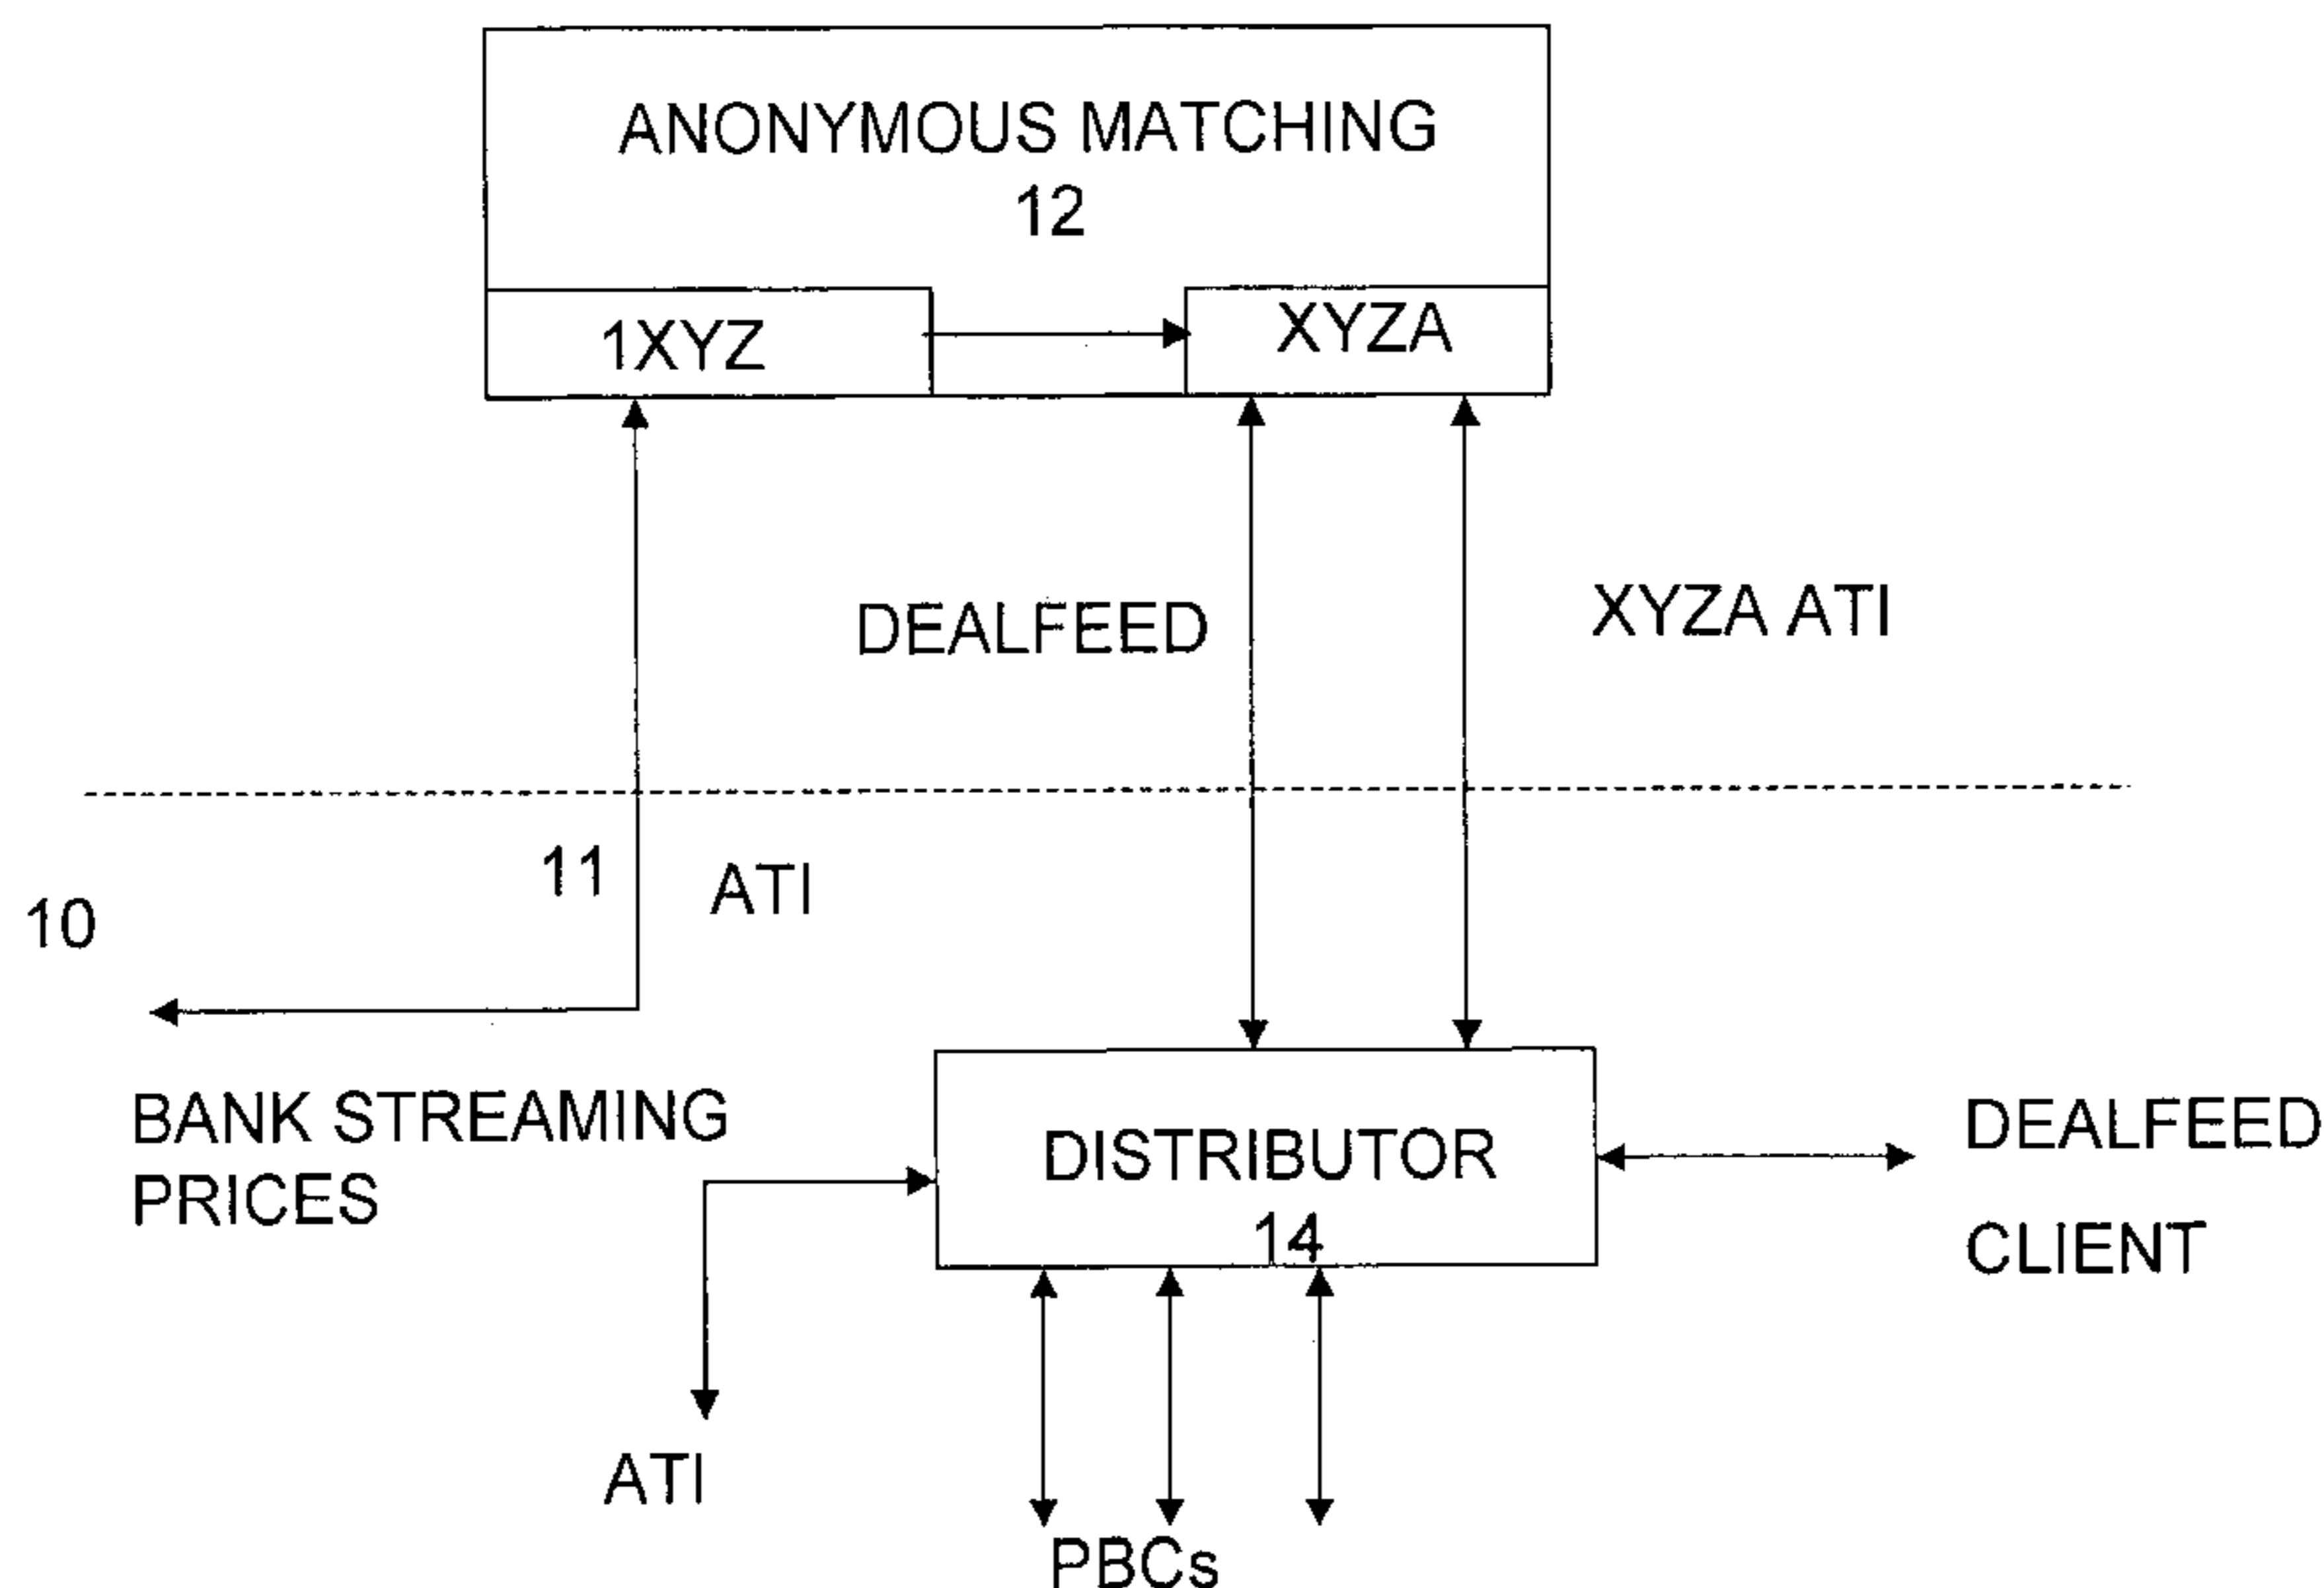 ANONYMOUS MATCHING
12
1XYZ
XYZA
DEALFEED
XYZA ATI
11
ATI
10
BANK STREAMING
PRICES
DISTRIBUTOR
14
DEALFEED
CLIENT
ATI
PBCs